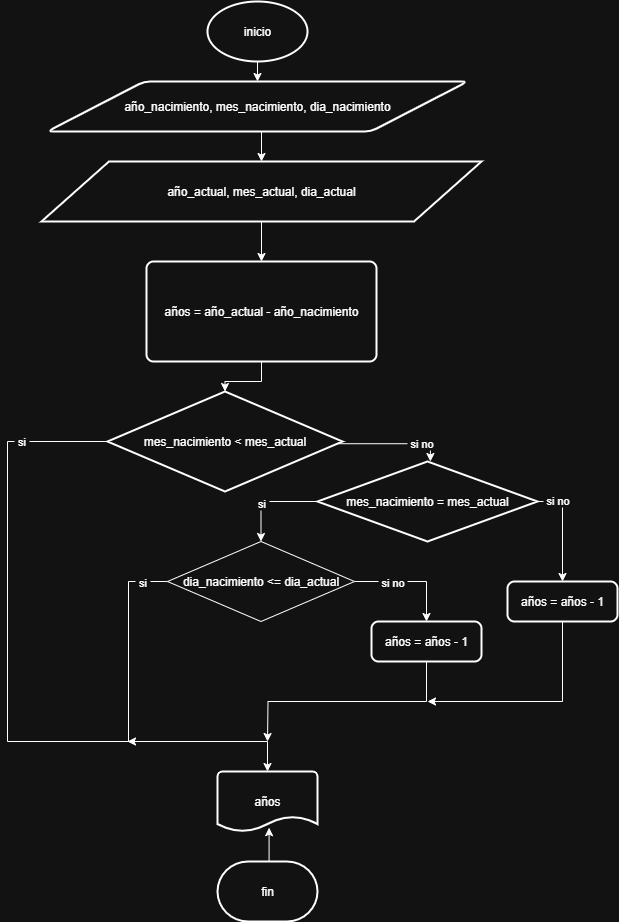 inicio
año_nacimiento, mes_nacimiento, dia_nacimiento
año_actual, mes_actual, dia_actual
años = año_actual - año_nacimiento
mes_nacimiento < mes_actual
si
si no
mes_nacimiento = mes_actual
si
si no
dia_nacimiento <= dia_actual
si
si no
años = años - 1
años = años - 1
años
fin